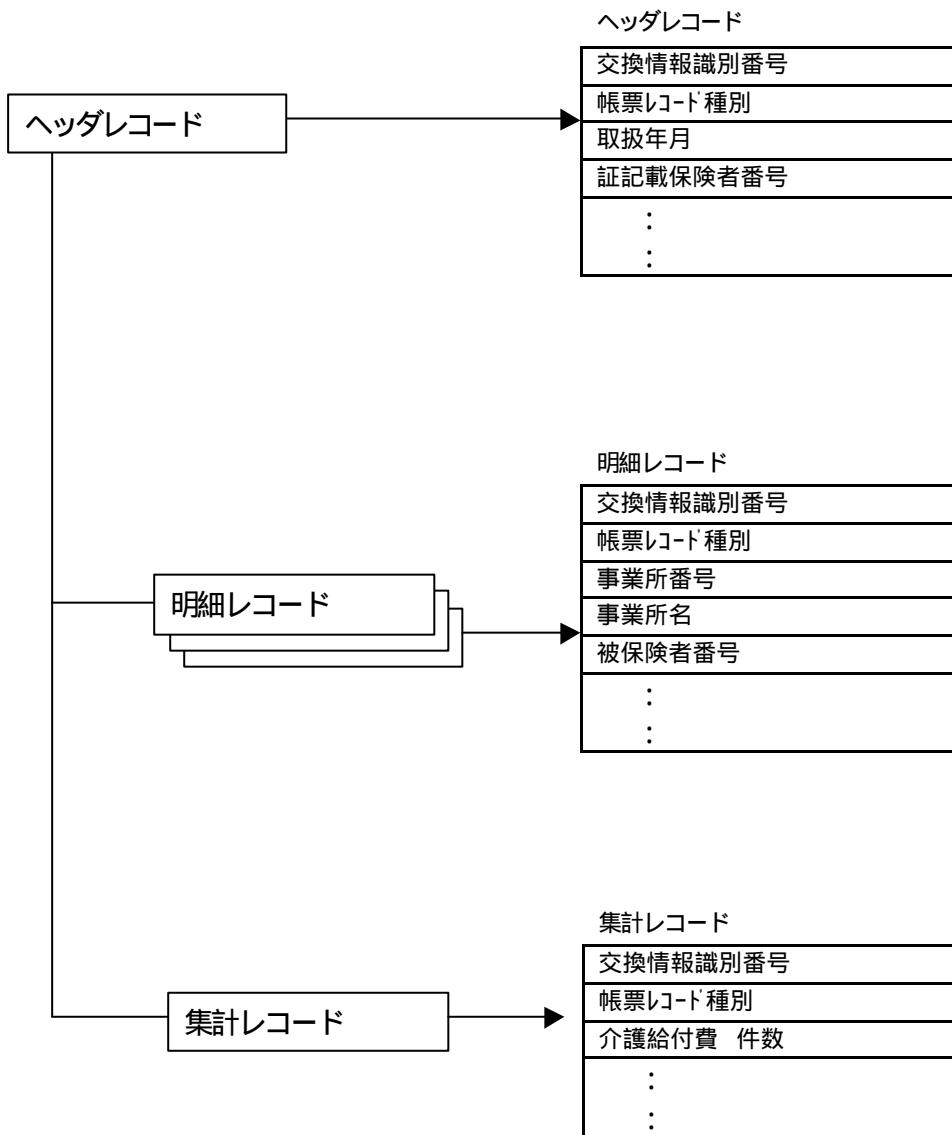 ヘッダレコード
交換情報識別番号
帳票ﾚｺｰﾄﾞ種別
取扱年月
証記載保険者番号
：
：
ヘッダレコード
明細レコード
交換情報識別番号
帳票ﾚｺｰﾄﾞ種別
事業所番号
事業所名
被保険者番号
：
：
明細レコード
集計レコード
交換情報識別番号
帳票ﾚｺｰﾄﾞ種別
介護給付費　件数
：
：
集計レコード